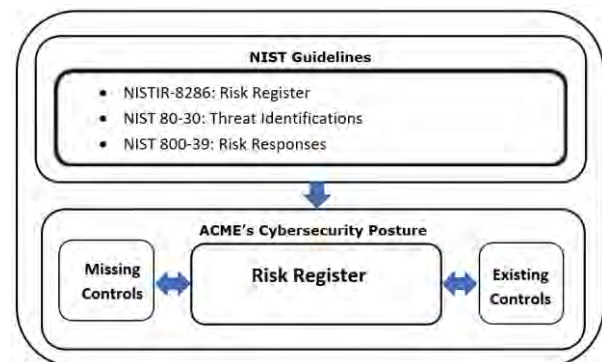 NIST Guidelines
• NISTIR-8286: Risk Register
• NIST 80-30: Threat Identifications
• NIST 800-39: Risk Responses
ACME's Cybersecurity Posture
Missing
Controls
Risk Register
Existing
Controls